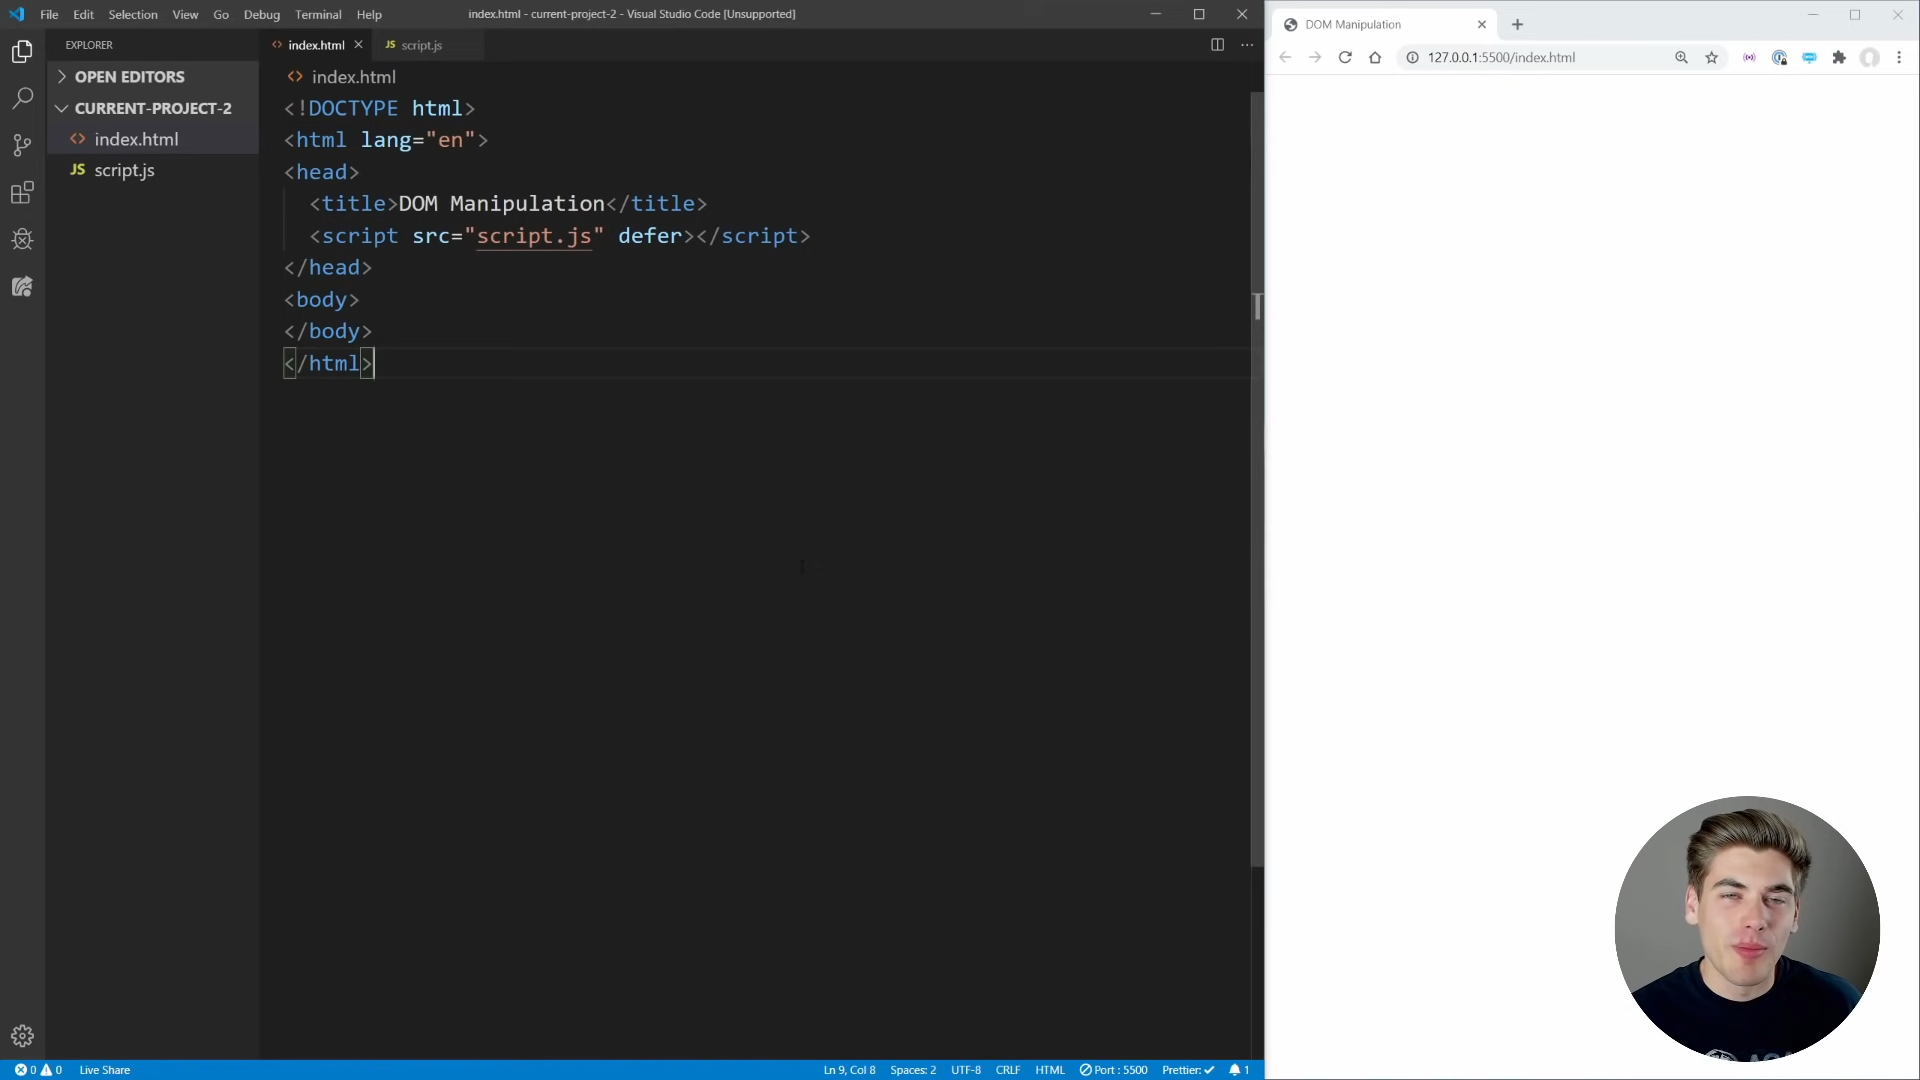 File Edit Selection View Go Debug Terminal Help
index.html - current-project-2 - Visual Studio Code [Unsupported]
EXPLORER
OPEN EDITORS
CURRENT-PROJECT-2
index.html
JS script.js
index.html
JS script.js
index.html
<!DOCTYPE html>
<html lang="en">
<head>
<title>DOM Manipulation</title>
<script src="script.js" defer></script>
</head>
<body>
</body>
</html>
DOM Manipulation
127.0.0.1:5500/index.html
0 0 Live Share
Ln 9, Col 8 Spaces: 2 UTF-8 CRLF HTML Port : 5500 Prettier: 1